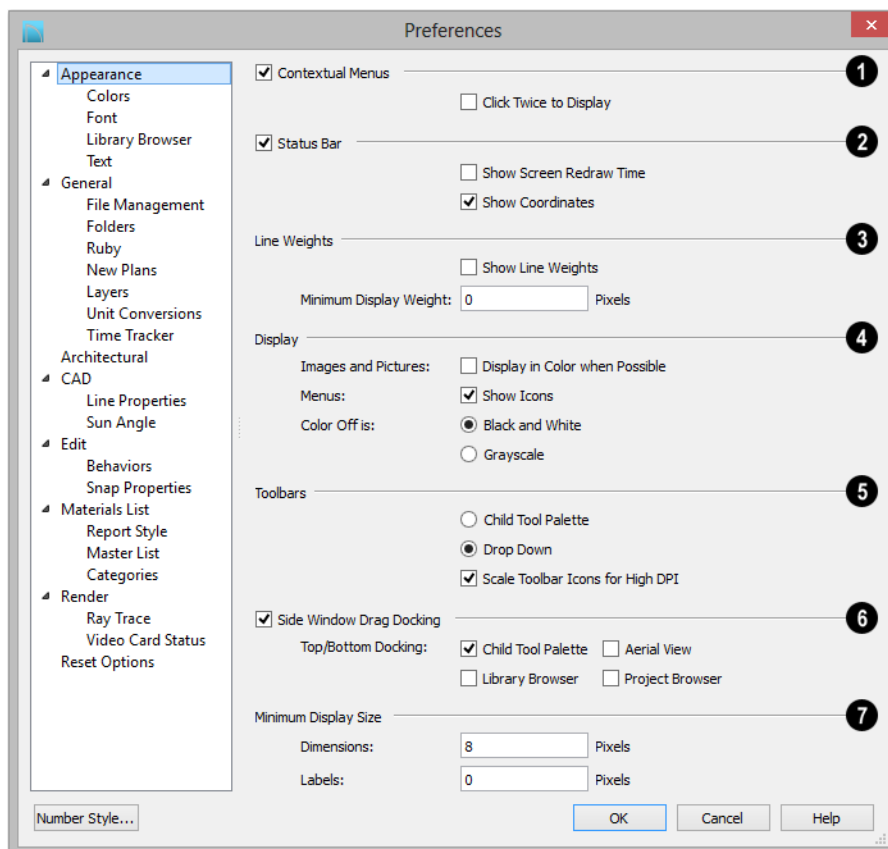 Preferences
Appearance
Colors
Font
Library Browser
Text
General
File Management
Folders
Ruby
New Plans
Layers
Unit Conversions
Time Tracker
Architectural
CAD
Line Properties
Sun Angle
Edit
Behaviors
Snap Properties
Materials List
Report Style
Master List
Categories
Render
Ray Trace
Video Card Status
Reset Options
Contextual Menus 1
Click Twice to Display
Status Bar 2
Show Screen Redraw Time
Show Coordinates
Line Weights 3
Show Line Weights
Minimum Display Weight: 0 Pixels
Display 4
Images and Pictures: Display in Color when Possible
Menus: Show Icons
Color Off is: Black and White
Grayscale
Toolbars 5
Child Tool Palette
Drop Down
Scale Toolbar Icons for High DPI
Side Window Drag Docking 6
Top/Bottom Docking: Child Tool Palette Aerial View
Library Browser Project Browser
Minimum Display Size 7
Dimensions: 8 Pixels
Labels: 0 Pixels
Number Style... OK Cancel Help